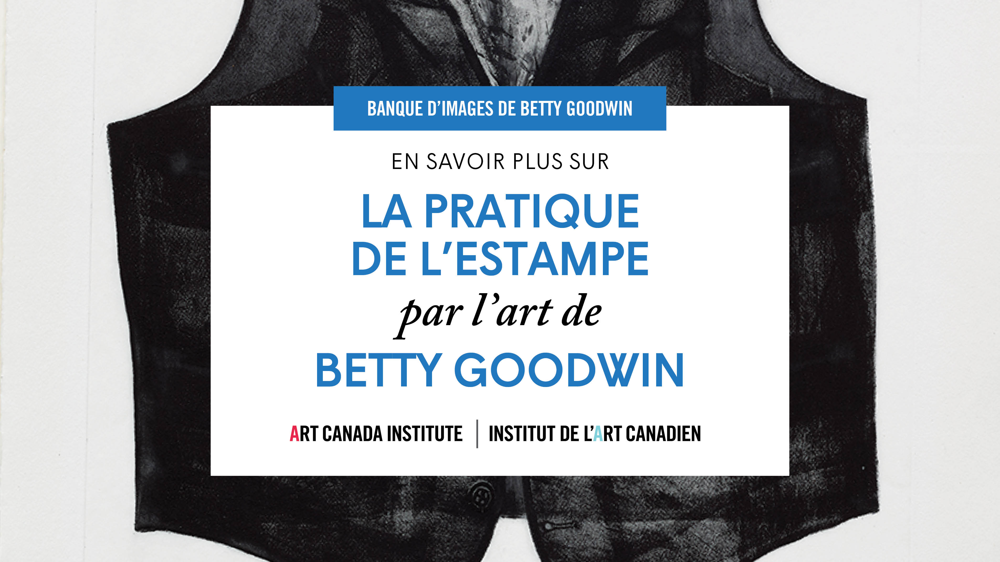 BANQUE D’IMAGES DE BETTY GOODWIN
EN SAVOIR PLUS SUR
LA PRATIQUE
DE L’ESTAMPE
par l’art de
BETTY GOODWIN
ART CANADA INSTITUTE | INSTITUT DE L’ART CANADIEN